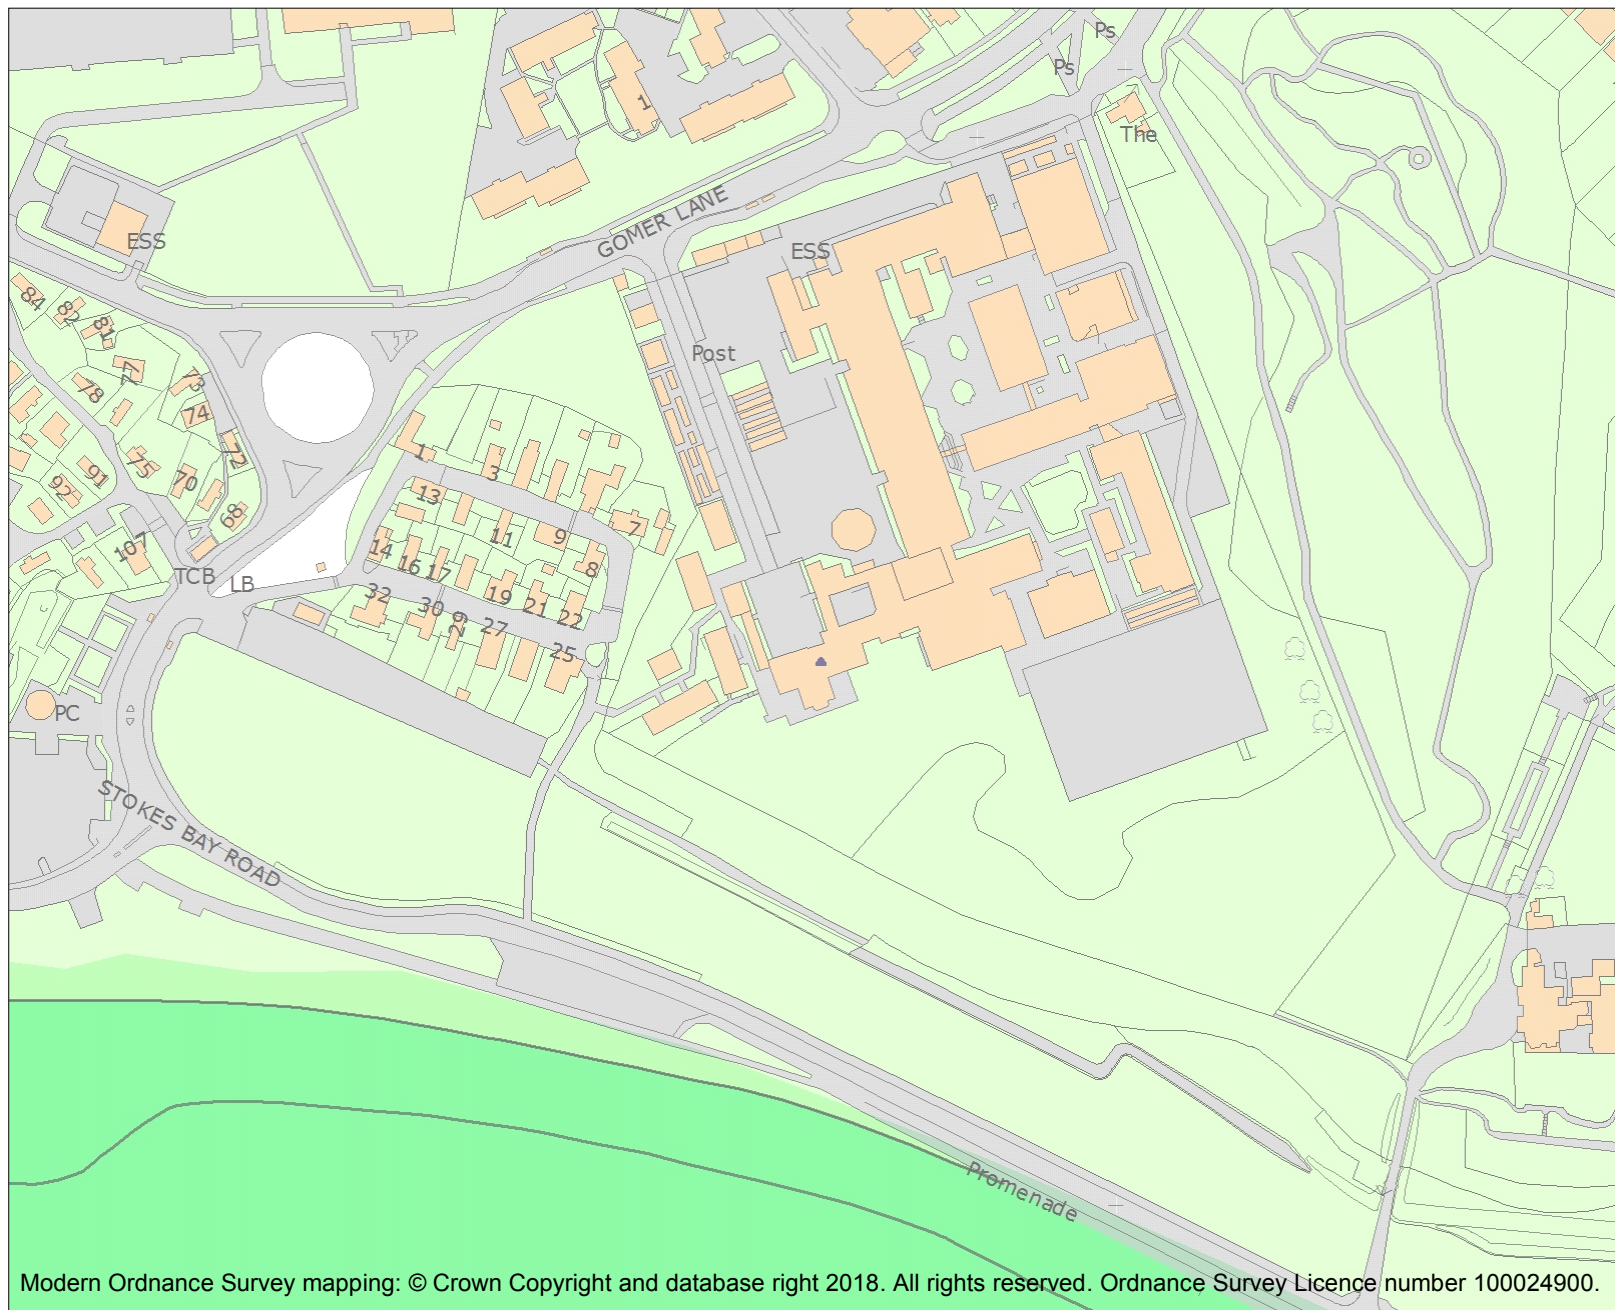 Ps
Ps
1
The
GOMER LANE
ESS
ESS
84
82
81
Post
77
73
78
74
72
1
3
75
70
91
92
13
68
7
11
9
107
14
16
17
8
TCB
LB
32
30
19
21
22
29
27
25
PC
STOKES BAY ROAD
Promenade
Modern Ordnance Survey mapping: © Crown Copyright and database right 2018. All rights reserved. Ordnance Survey Licence number 100024900.